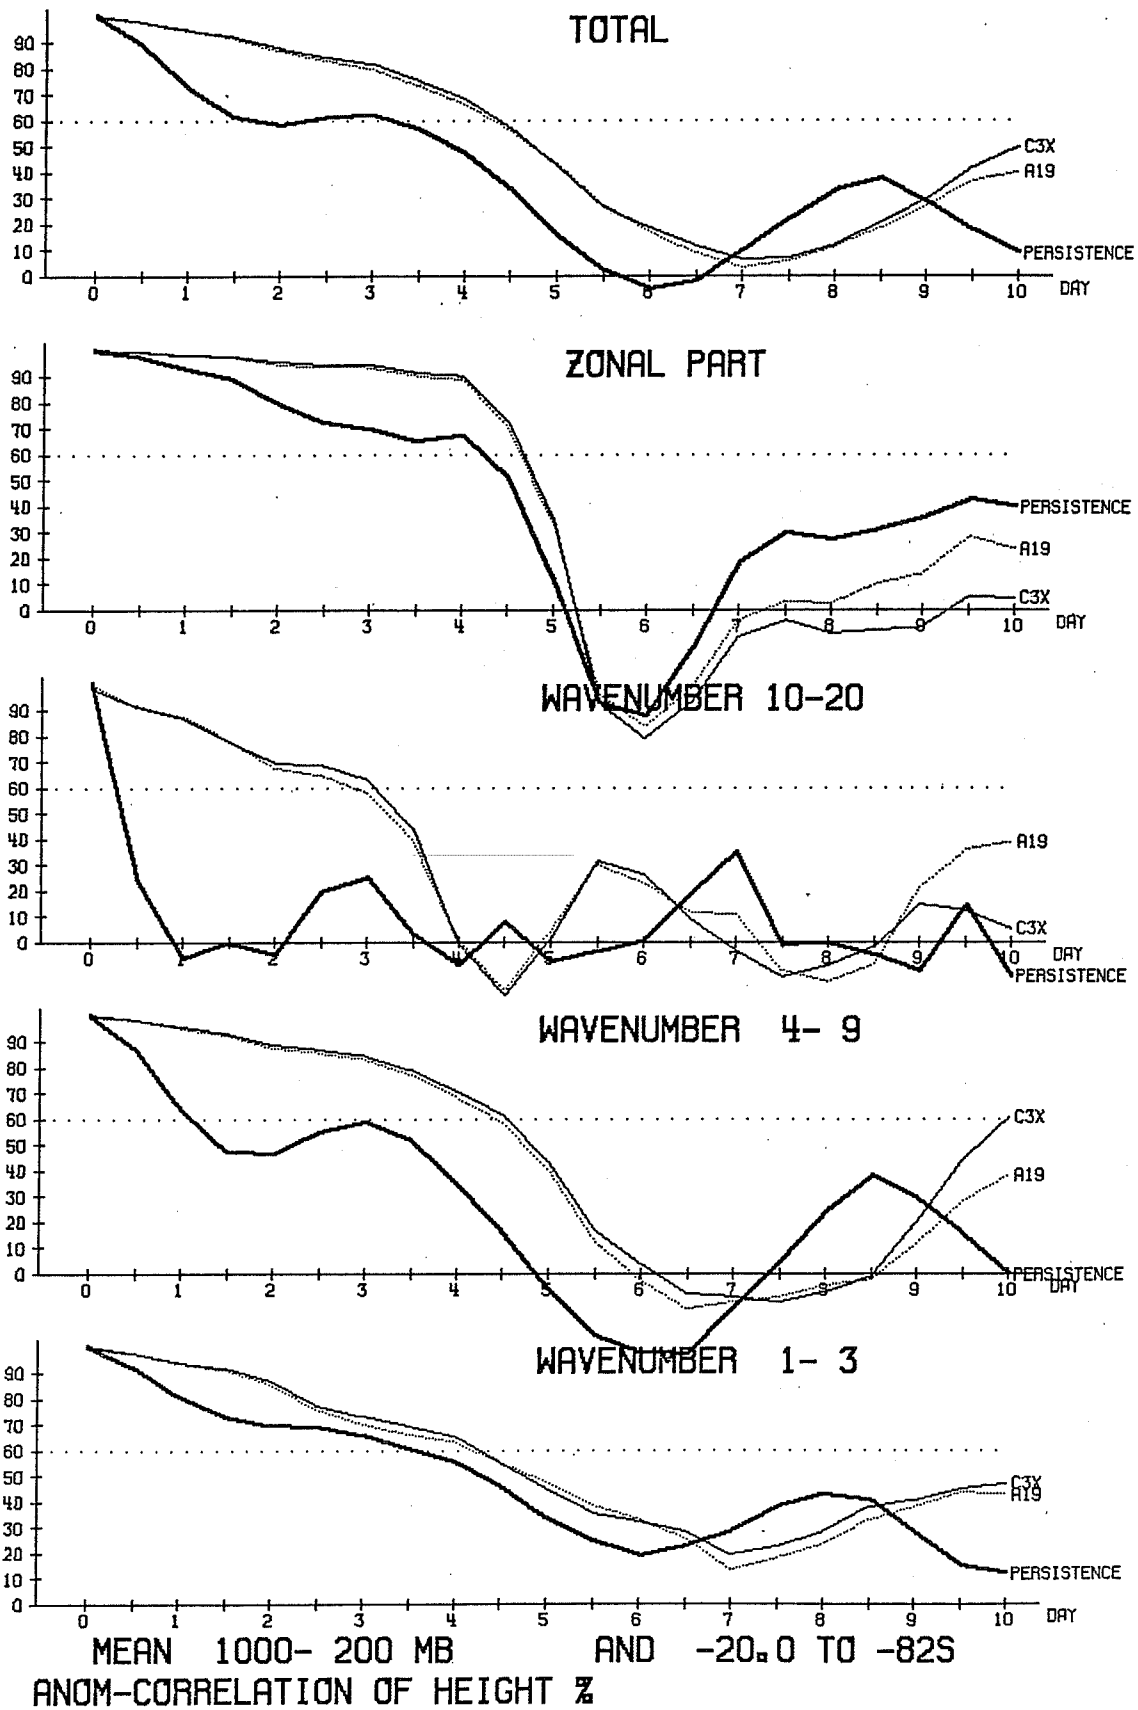 TOTAL
90
80
70
60
50
40
30
20
10
0
C3X
A19
PERSISTENCE
0 1 2 3 4 5 6 7 8 9 10 DAY
ZONAL PART
90
80
70
60
50
40
30
20
10
0
PERSISTENCE
A19
C3X
0 1 2 3 4 5 6 7 8 9 10 DAY
WAVENUMBER 10-20
90
80
70
60
50
40
30
20
10
0
A19
C3X
0 1 2 3 4 5 6 7 8 9 10 DAY
PERSISTENCE
WAVENUMBER 4- 9
90
80
70
60
50
40
30
20
10
0
C3X
A19
PERSISTENCE
0 1 2 3 4 5 6 7 8 9 10 DAY
WAVENUMBER 1- 3
90
80
70
60
50
40
30
20
10
0
C3X
A19
PERSISTENCE
0 1 2 3 4 5 6 7 8 9 10 DAY
MEAN 1000- 200 MB AND -20.0 TO -82S
ANOM-CORRELATION OF HEIGHT %